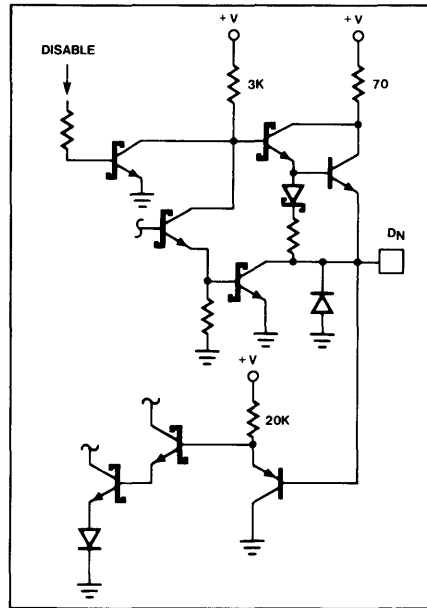 + V
+ V
DISABLE
3K
70
DN
+ V
20K